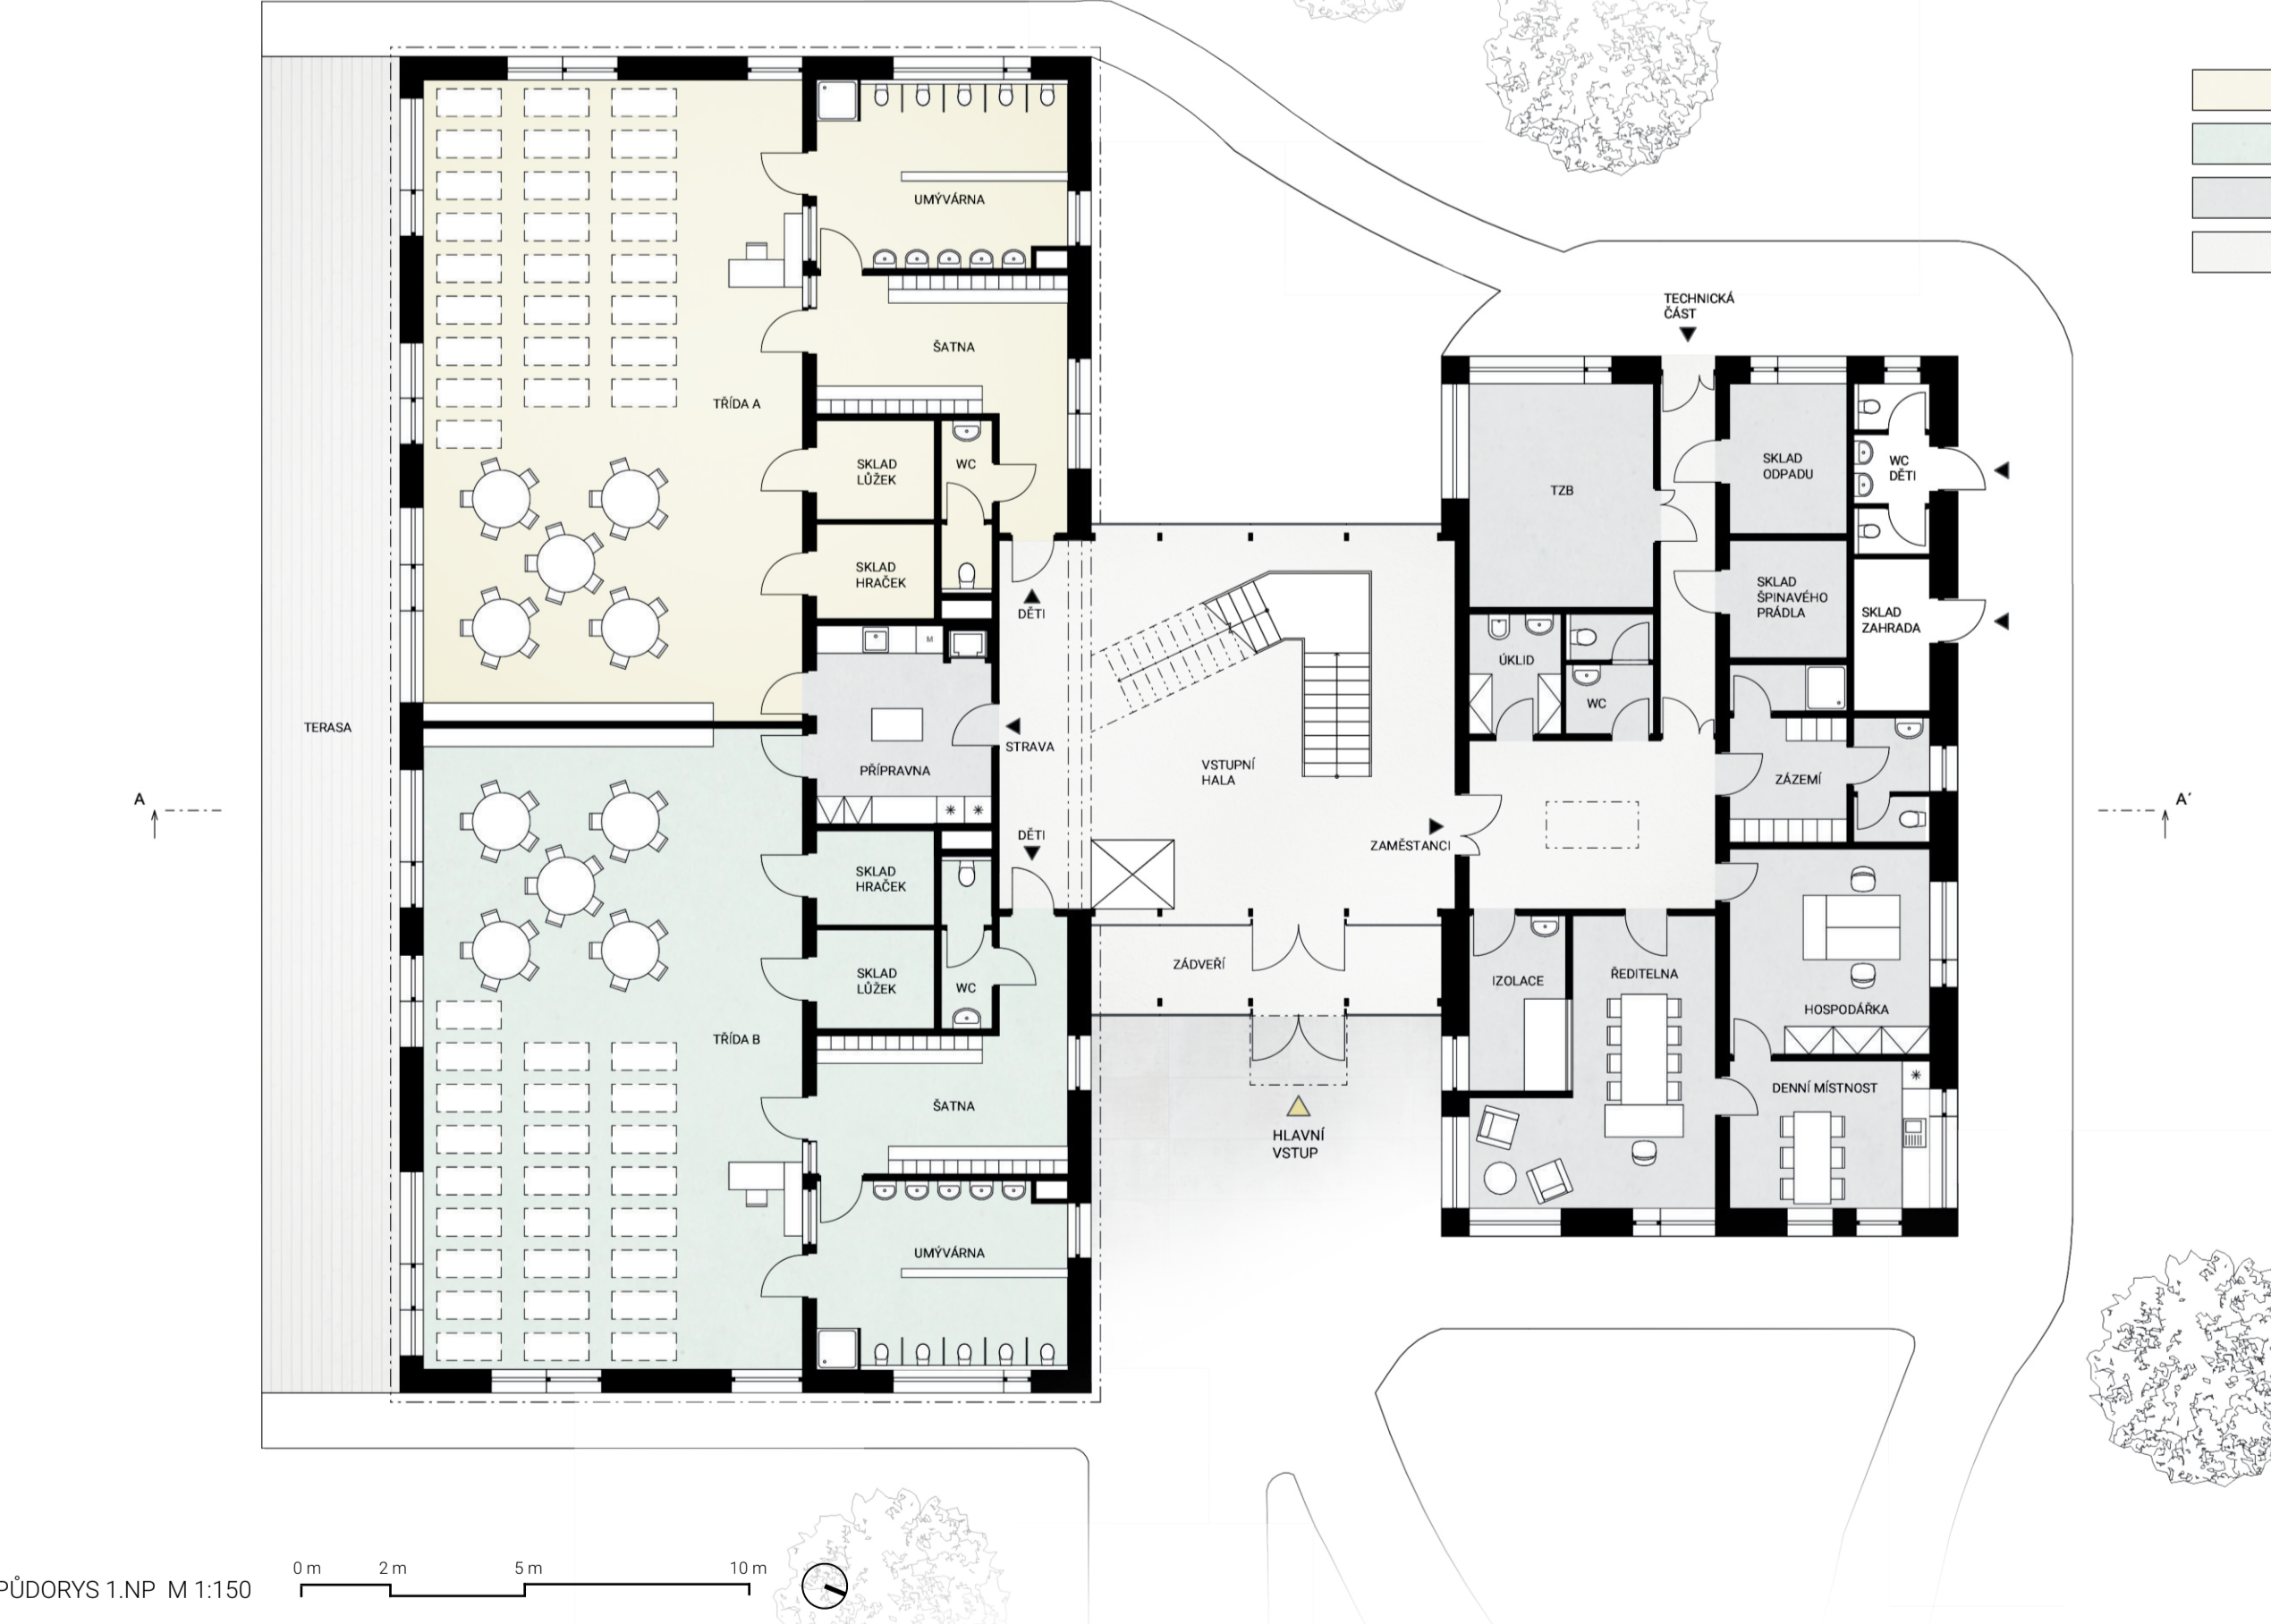 UMÝVÁRNA
ŠATNA
TŘÍDA A
SKLAD
LŮŽEK
WC
SKLAD
HRAČEK
DĚTI
TERASA
STRAVA
PŘÍPRAVNA
M
VSTUPNÍ
HALA
DĚTI
ZAMĚSTANCI
SKLAD
HRAČEK
SKLAD
LŮŽEK
WC
TŘÍDA B
ŠATNA
UMÝVÁRNA
ZÁDVEŘÍ
HLAVNÍ
VSTUP
TECHNICKÁ
ČÁST
TZB
SKLAD
ODPADU
WC
DĚTI
SKLAD
ŠPINAVÉHO
PRÁDLA
SKLAD
ZAHRADA
ÚKLID
WC
ZÁZEMÍ
IZOLACE
ŘEDITELNA
HOSPODÁŘKA
DENNÍ MÍSTNOST
A
A´
PŮDORYS 1.NP M 1:150
0 m 2 m 5 m 10 m